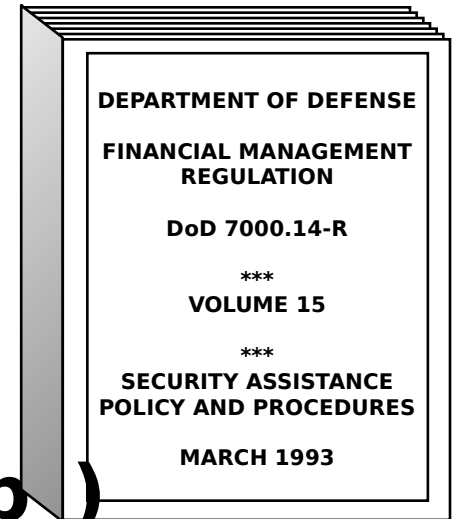 DEPARTMENT OF DEFENSE
FINANCIAL MANAGEMENT
REGULATION
DoD 7000.14-R
***
VOLUME 15
***
SECURITY ASSISTANCE
POLICY AND PROCEDURES
MARCH 1993
)